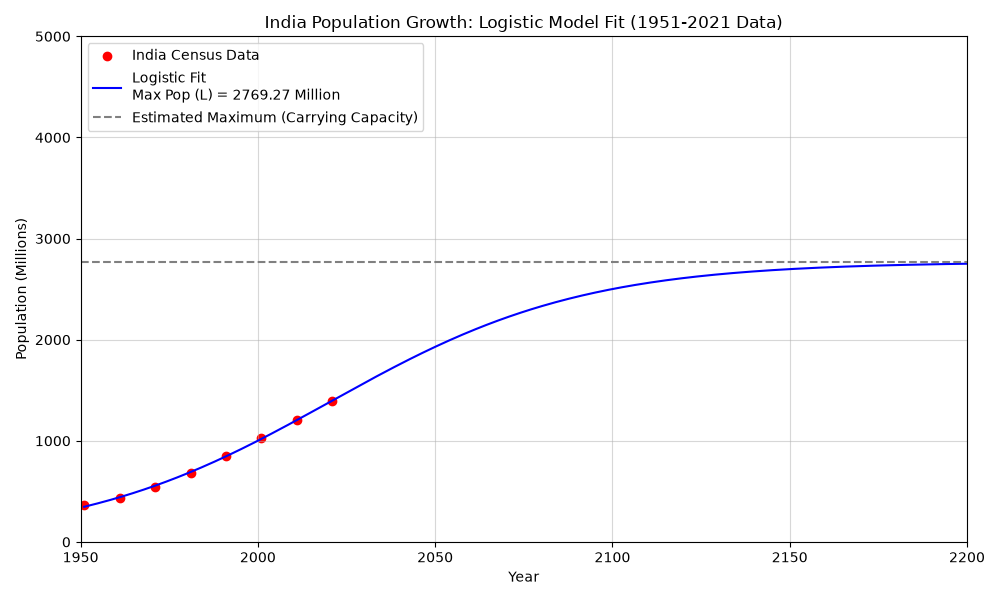 India Population Growth: Logistic Model Fit (1951-2021 Data)
India Census Data
Logistic Fit
Max Pop (L) = 2769.27 Million
Estimated Maximum (Carrying Capacity)
Population (Millions)
5000
4000
3000
2000
1000
0
1950
2000
2050
2100
2150
2200
Year